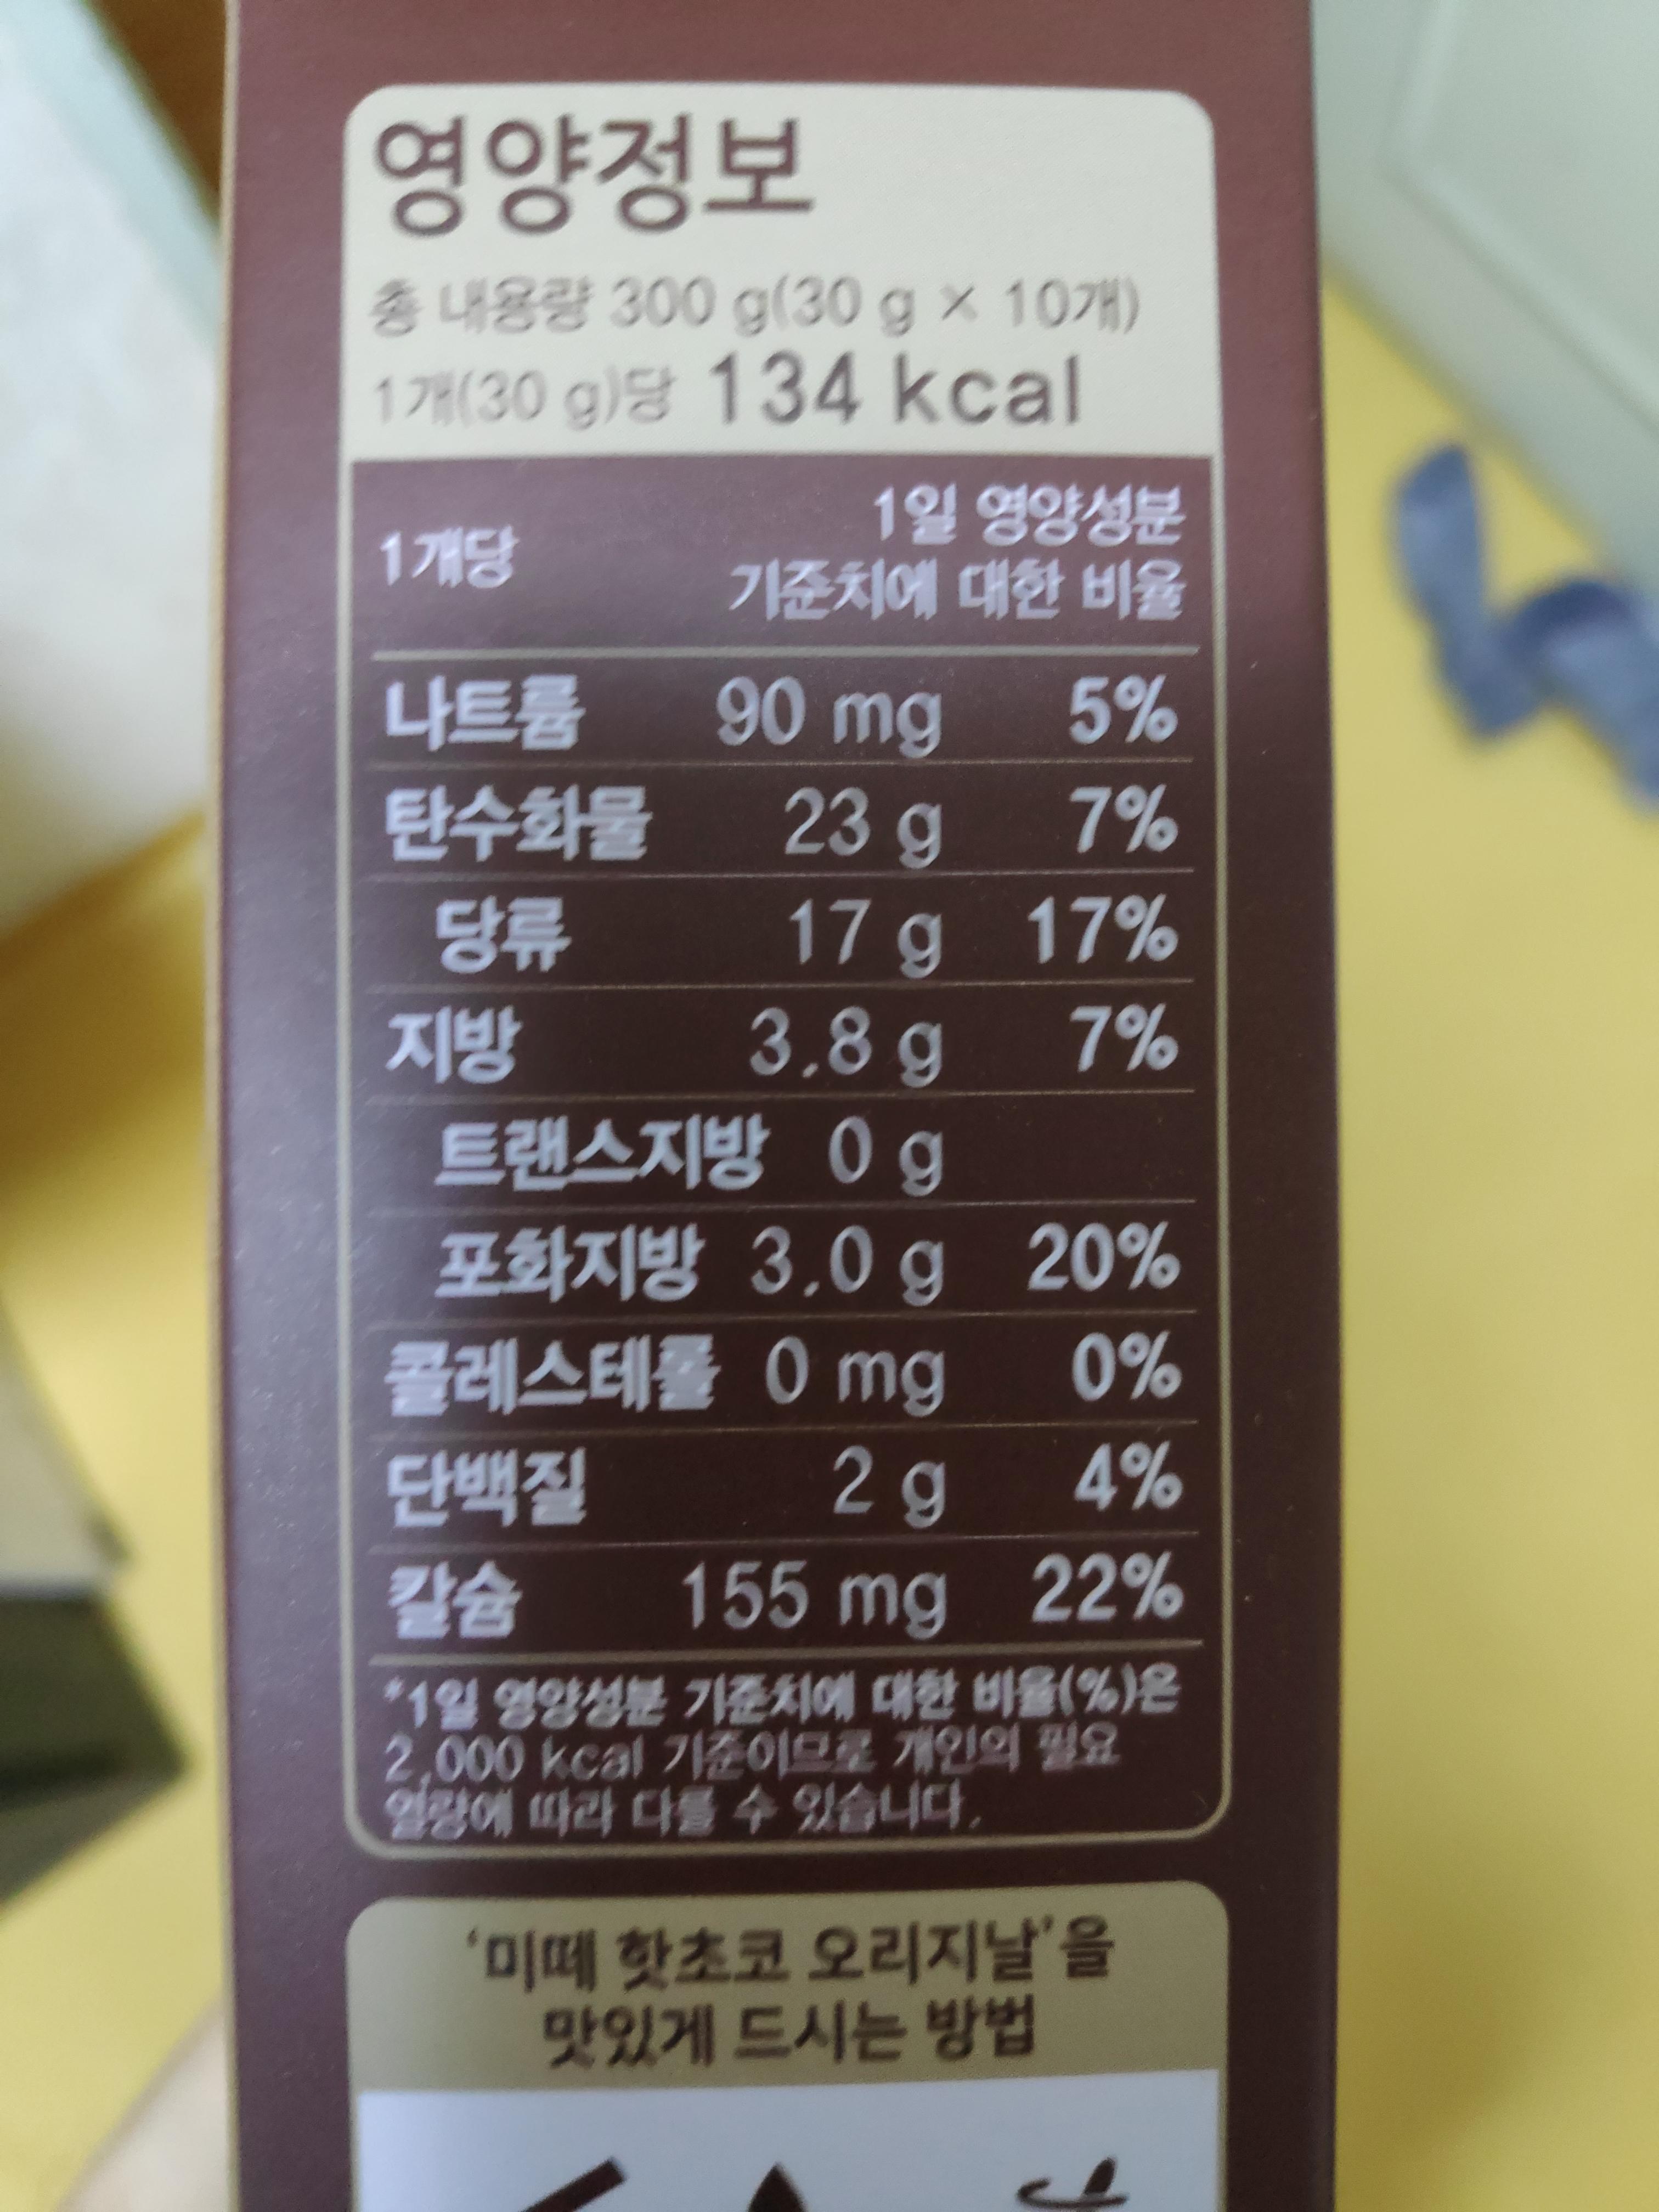 영양정보
총 내용량 300 g(30 g × 10개)
1개(30 g)당 134 kcal
1개당
1일 영양성분
기준치에 대한 비율
나트륨 90 mg 5%
탄수화물 23 g 7%
당류 17 g 17%
지방 3.8 g 7%
트랜스지방 0 g
포화지방 3.0 g 20%
콜레스테롤 0 mg 0%
단백질 2 g 4%
칼슘 155 mg 22%
*1일 영양성분 기준치에 대한 비율(%)은
2,000 kcal 기준이므로 개인의 필요
열량에 따라 다를 수 있습니다.
‘미떼 핫초코 오리지날’을
맛있게 드시는 방법